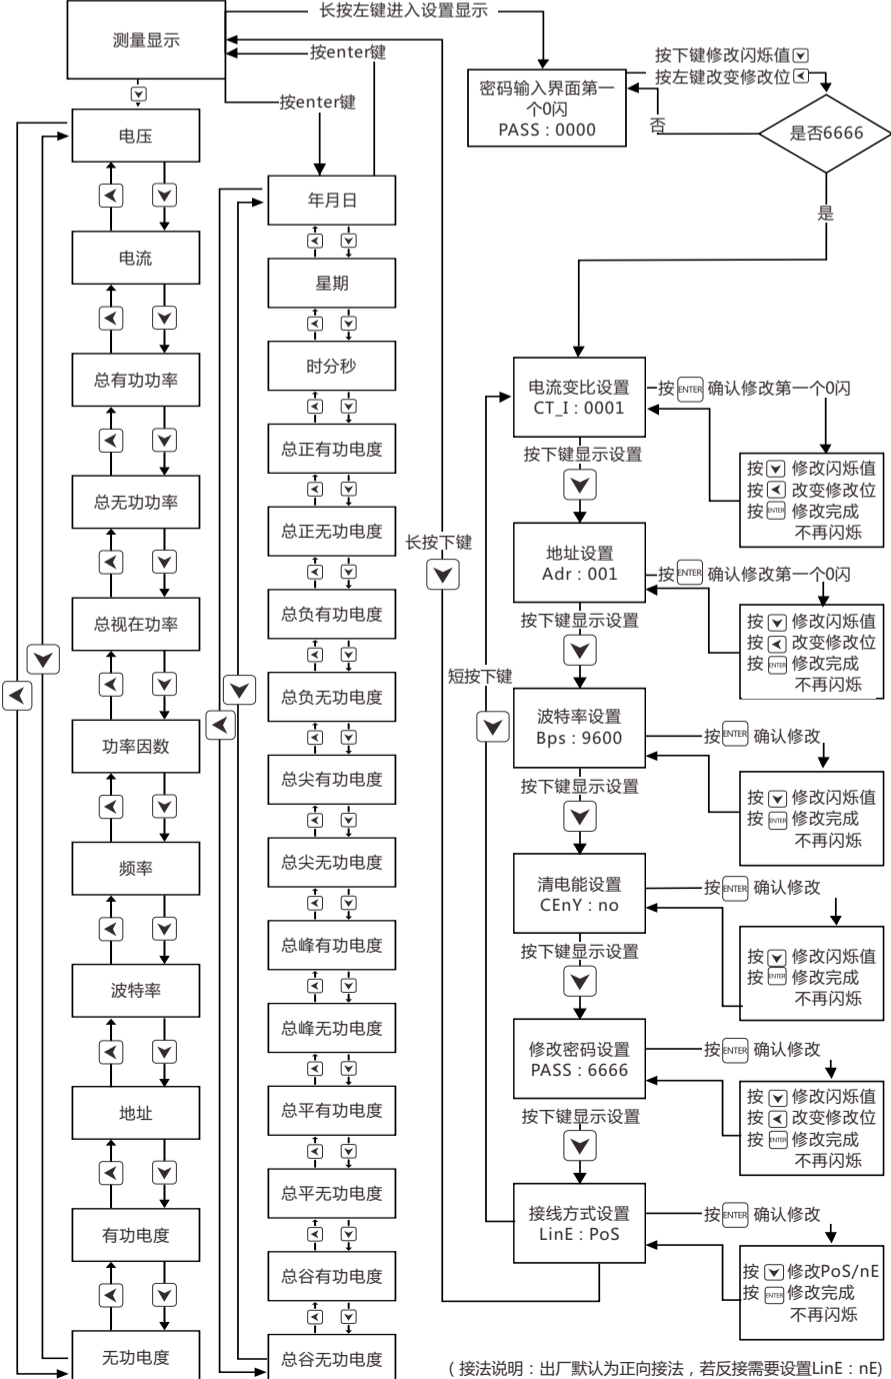 测量显示
长按左键进入设置显示
按enter键
按enter键
电压
电流
总有功功率
总无功功率
总视在功率
功率因数
频率
波特率
地址
有功电度
无功电度
年月日
星期
时分秒
总正有功电度
总正无功电度
总负有功电度
总负无功电度
总尖有功电度
总尖无功电度
总峰有功电度
总峰无功电度
总平有功电度
总平无功电度
总谷有功电度
总谷无功电度
长按下键
短按下键
密码输入界面第一
个0闪
PASS : 0000
按下键修改闪烁值
按左键改变修改位
否
是否6666
是
电流变比设置
CT_I : 0001
按 ENTER 确认修改第一个0闪
按 修改闪烁值
按 改变修改位
按 ENTER 修改完成
不再闪烁
按下键显示设置
地址设置
Adr : 001
按 ENTER 确认修改第一个0闪
按 修改闪烁值
按 改变修改位
按 ENTER 修改完成
不再闪烁
按下键显示设置
波特率设置
Bps : 9600
按 ENTER 确认修改
按 修改闪烁值
按 ENTER 修改完成
不再闪烁
按下键显示设置
清电能设置
CEnY : no
按 ENTER 确认修改
按 修改闪烁值
按 ENTER 修改完成
不再闪烁
按下键显示设置
修改密码设置
PASS : 6666
按 ENTER 确认修改
按 修改闪烁值
按 改变修改位
按 ENTER 修改完成
不再闪烁
按下键显示设置
接线方式设置
LinE : PoS
按 ENTER 确认修改
按 修改PoS/nE
按 ENTER 修改完成
不再闪烁
( 接法说明 : 出厂默认为正向接法 , 若反接需要设置LinE : nE)